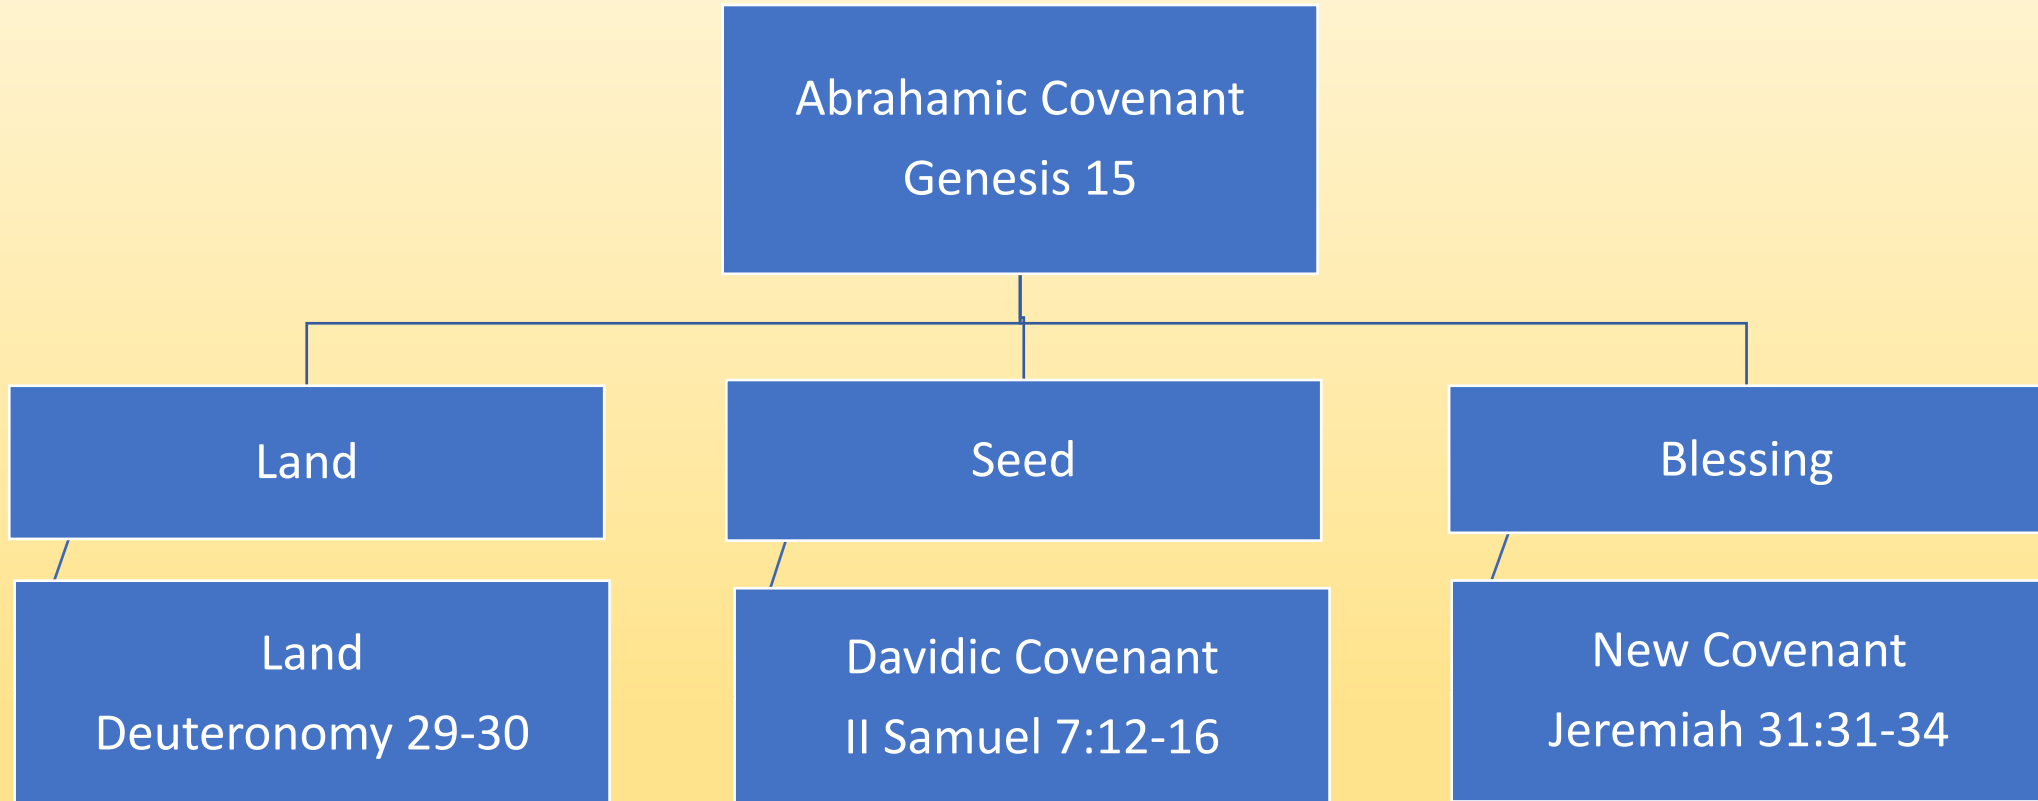 Abrahamic Covenant
Genesis 15
Land
Seed
Blessing
Land
Deuteronomy 29-30
Davidic Covenant
II Samuel 7:12-16
New Covenant
Jeremiah 31:31-34